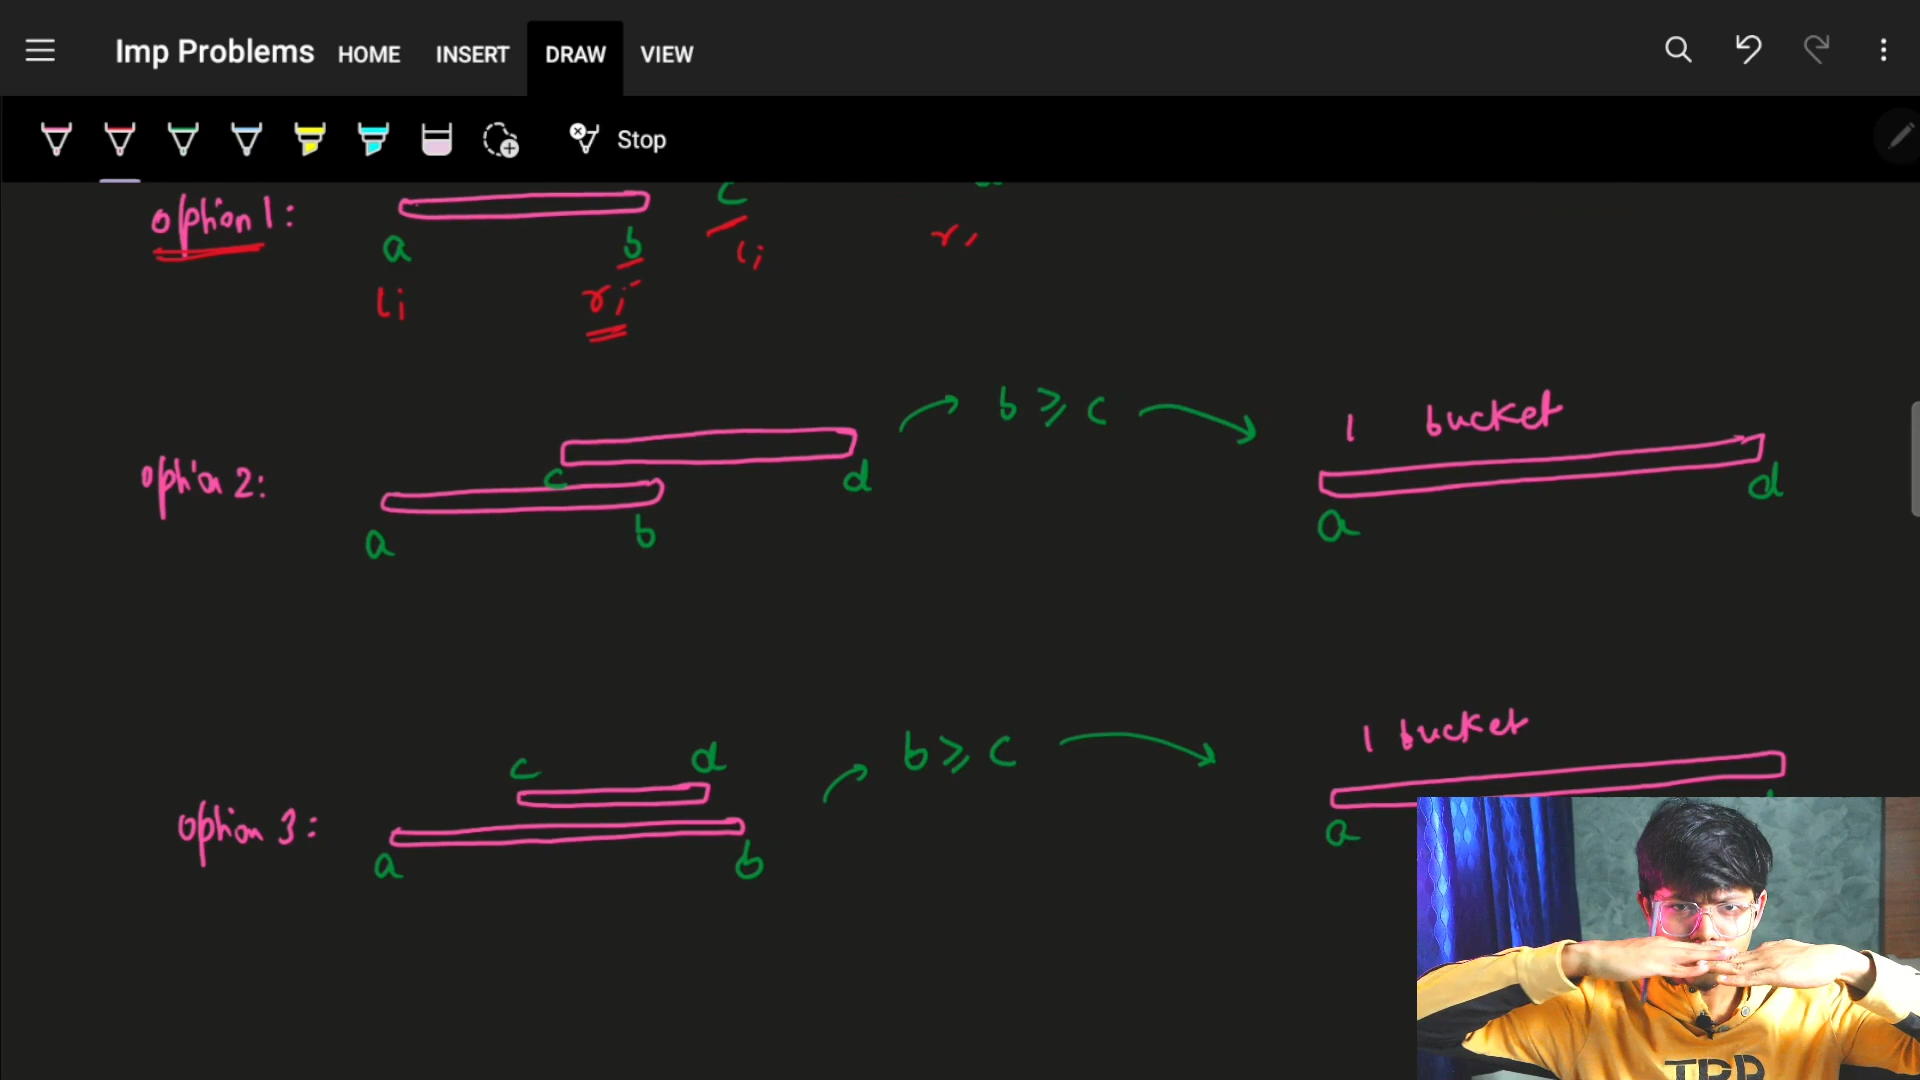 Imp Problems HOME INSERT DRAW VIEW
Stop
option 1:
a b c
li ri li
option 2:
c d
a b
b ≥ c
1 bucket
a d
option 3:
c d
a b
b ≥ c
1 bucket
a